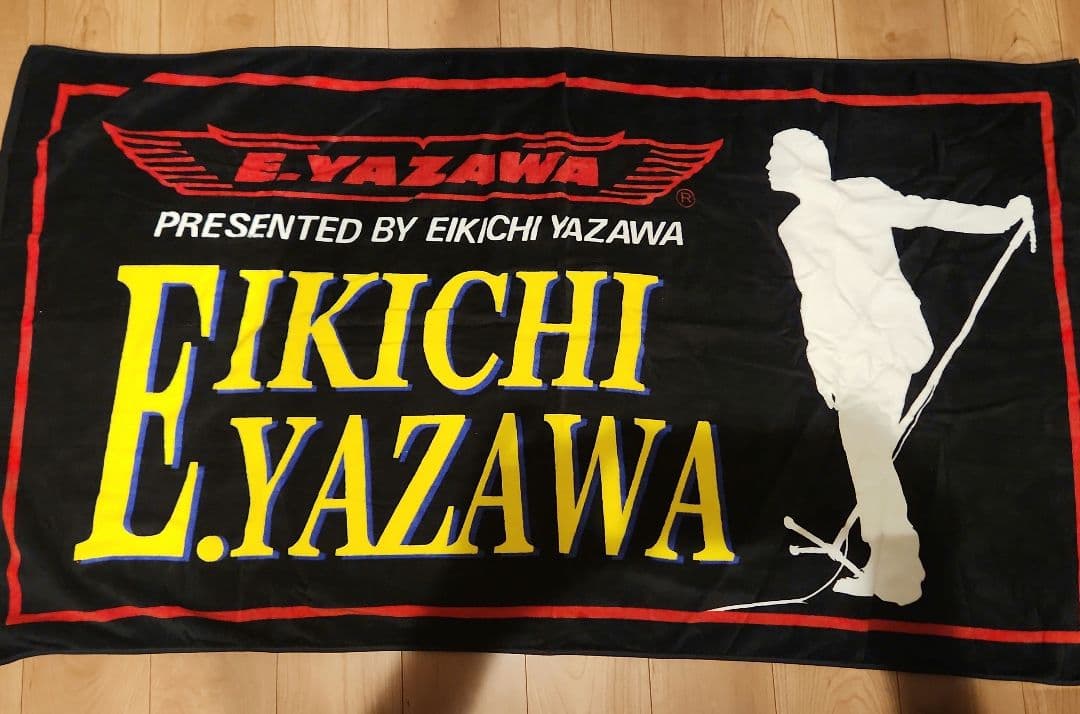 E.YAZAWA
®
PRESENTED BY EIKICHI YAZAWA
EIKICHI
E.YAZAWA